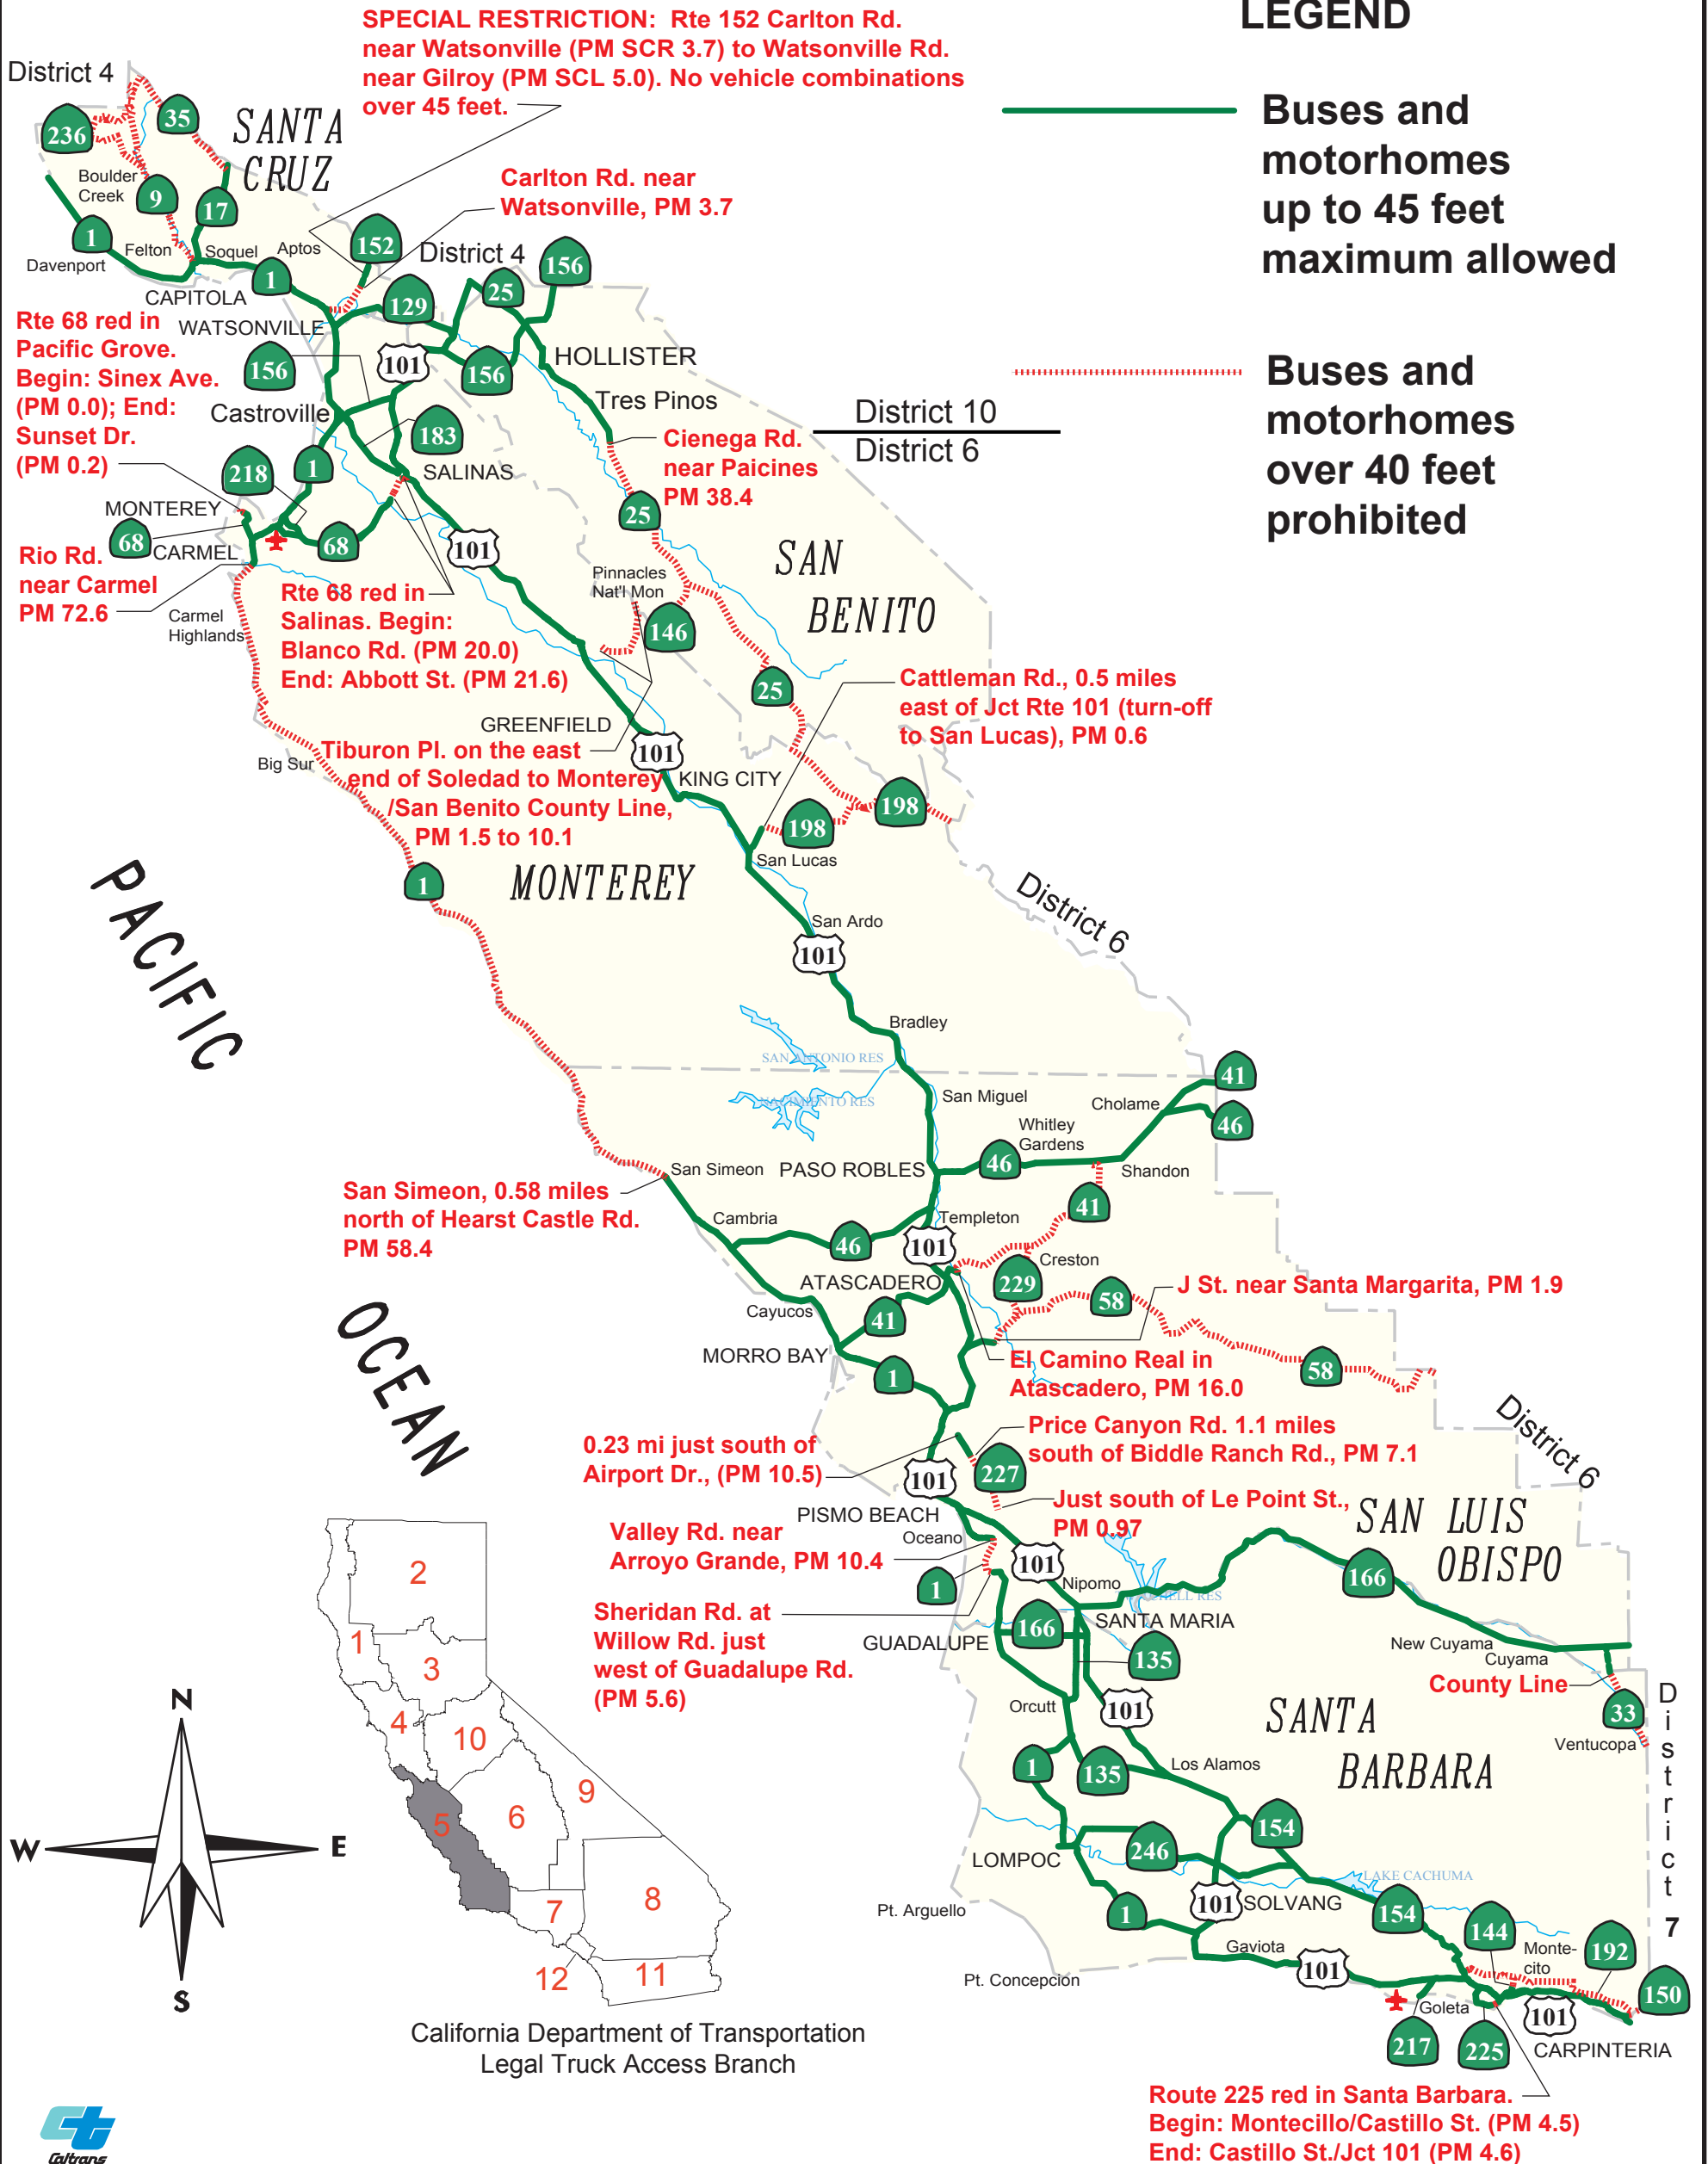 SPECIAL RESTRICTION: Rte 152 Carlton Rd.
near Watsonville (PM SCR 3.7) to Watsonville Rd.
near Gilroy (PM SCL 5.0). No vehicle combinations
over 45 feet.
LEGEND
Buses and
motorhomes
up to 45 feet
maximum allowed
Buses and
motorhomes
over 40 feet
prohibited
District 4
236
35
SANTA
CRUZ
Boulder
Creek
9
17
1
Davenport
Felton
Soquel
Aptos
1
CAPITOLA
Carlton Rd. near
Watsonville, PM 3.7
152
District 4
156
25
129
WATSONVILLE
Rte 68 red in
Pacific Grove.
Begin: Sinex Ave.
(PM 0.0); End:
Sunset Dr.
(PM 0.2)
156
101
156
HOLLISTER
Tres Pinos
Castroville
183
District 10
District 6
Cienega Rd.
near Paicines
PM 38.4
218
1
SALINAS
MONTEREY
68
CARMEL
68
101
25
Rio Rd.
near Carmel
PM 72.6
Carmel
Highlands
Rte 68 red in
Salinas. Begin:
Blanco Rd. (PM 20.0)
End: Abbott St. (PM 21.6)
Pinnacles
Nat'l Mon
146
SAN
BENITO
25
Cattleman Rd., 0.5 miles
east of Jct Rte 101 (turn-off
to San Lucas), PM 0.6
GREENFIELD
101
Big Sur
Tiburon Pl. on the east
end of Soledad to Monterey
/San Benito County Line,
PM 1.5 to 10.1
KING CITY
198
198
San Lucas
1
MONTEREY
PACIFIC
District 6
San Ardo
101
Bradley
SAN ANTONIO RES
NACIMIENTO RES
San Miguel
Cholame
41
46
Whitley
Gardens
46
Shandon
San Simeon
PASO ROBLES
San Simeon, 0.58 miles
north of Hearst Castle Rd.
PM 58.4
41
Cambria
46
Templeton
101
Creston
229
58
ATASCADERO
J St. near Santa Margarita, PM 1.9
OCEAN
Cayucos
41
MORRO BAY
1
El Camino Real in
Atascadero, PM 16.0
58
District 6
Price Canyon Rd. 1.1 miles
south of Biddle Ranch Rd., PM 7.1
0.23 mi just south of
Airport Dr., (PM 10.5)
101
227
Just south of Le Point St.,
PM 0.97
PISMO BEACH
Oceano
SAN LUIS
OBISPO
Valley Rd. near
Arroyo Grande, PM 10.4
101
1
Nipomo
166
Sheridan Rd. at
Willow Rd. just
west of Guadalupe Rd.
(PM 5.6)
166
SANTA MARIA
GUADALUPE
135
New Cuyama
Cuyama
County Line
33
Ventucopa
District 7
Orcutt
101
SANTA
BARBARA
1
135
Los Alamos
154
LOMPOC
246
LAKE CACHUMA
101
SOLVANG
154
Pt. Arguello
1
144
Monte-
cito
192
Gaviota
101
150
Pt. Concepcion
Goleta
101
217
225
CARPINTERIA
Route 225 red in Santa Barbara.
Begin: Montecillo/Castillo St. (PM 4.5)
End: Castillo St./Jct 101 (PM 4.6)
N
W
E
S
2
1
3
4
10
9
5
6
7
8
12
11
California Department of Transportation
Legal Truck Access Branch
Caltrans